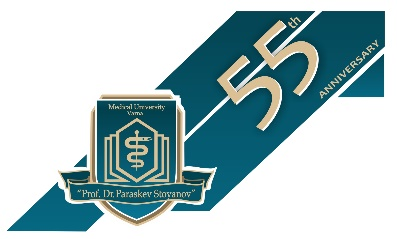 55th
ANNIVERSARY
Medical University
Varna
"Prof. Dr. Paraskev Stoyanov"